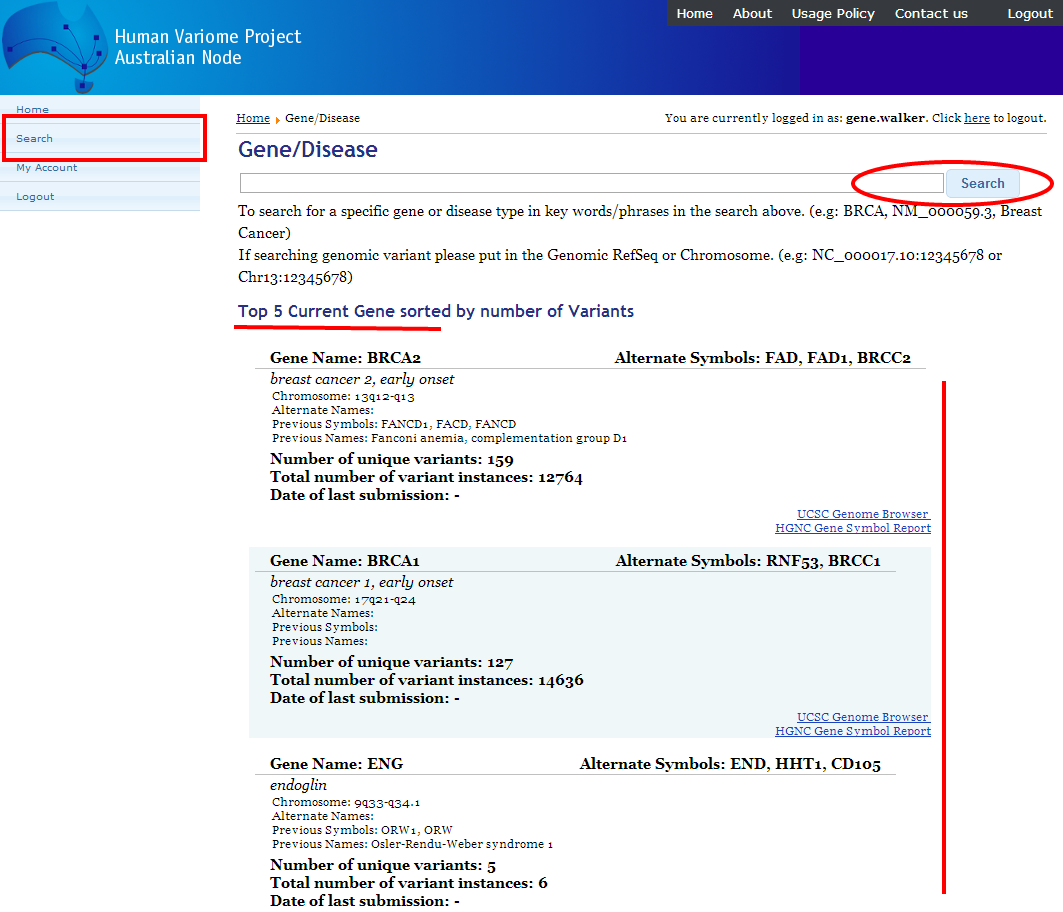 Home About Usage Policy Contact us Logout
Human Variome Project
Australian Node
Home
Search
My Account
Logout
Home Gene/Disease
You are currently logged in as: gene.walker. Click here to logout.
Gene/Disease
Search
To search for a specific gene or disease type in key words/phrases in the search above. (e.g: BRCA, NM_000059.3, Breast
Cancer)
If searching genomic variant please put in the Genomic RefSeq or Chromosome. (e.g: NC_000017.10:12345678 or
Chr13:12345678)
Top 5 Current Gene sorted by number of Variants
Gene Name: BRCA2 Alternate Symbols: FAD, FAD1, BRCC2
breast cancer 2, early onset
Chromosome: 13q12-q13
Alternate Names:
Previous Symbols: FANCD1, FACD, FANCD
Previous Names: Fanconi anemia, complementation group D1
Number of unique variants: 159
Total number of variant instances: 12764
Date of last submission: -
UCSC Genome Browser
HGNC Gene Symbol Report
Gene Name: BRCA1 Alternate Symbols: RNF53, BRCC1
breast cancer 1, early onset
Chromosome: 17q21-q24
Alternate Names:
Previous Symbols:
Previous Names:
Number of unique variants: 127
Total number of variant instances: 14636
Date of last submission: -
UCSC Genome Browser
HGNC Gene Symbol Report
Gene Name: ENG Alternate Symbols: END, HHT1, CD105
endoglin
Chromosome: 9q33-q34.1
Alternate Names:
Previous Symbols: ORW1, ORW
Previous Names: Osler-Rendu-Weber syndrome 1
Number of unique variants: 5
Total number of variant instances: 6
Date of last submission: -